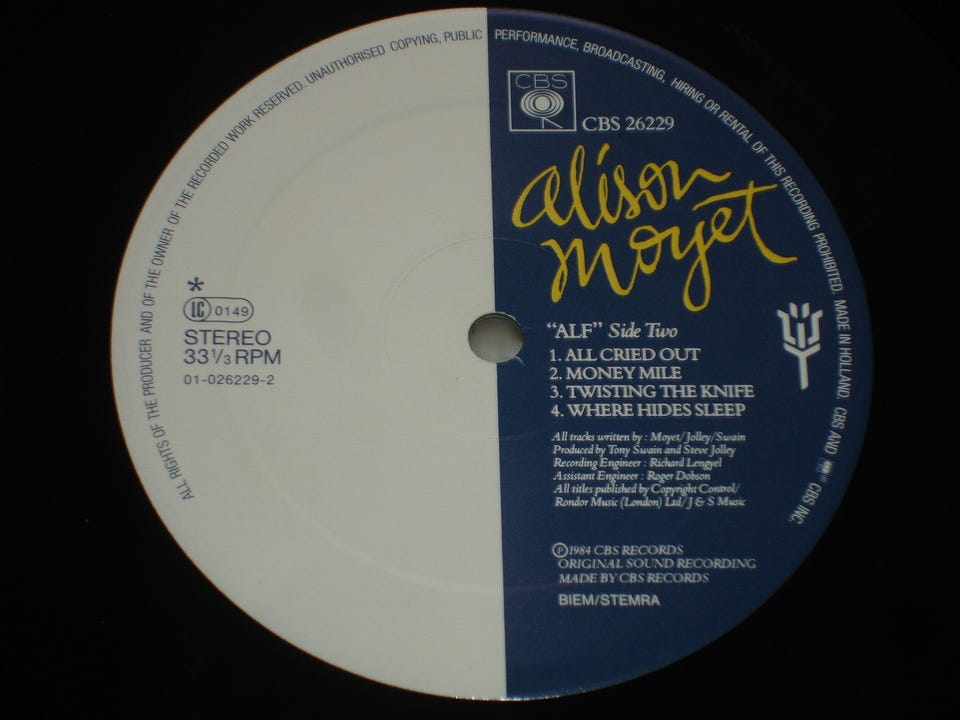 ALL RIGHTS OF THE PRODUCER AND OF THE OWNER OF THE RECORDED WORK RESERVED. UNAUTHORISED COPYING, PUBLIC PERFORMANCE, BROADCASTING, HIRING OR RENTAL OF THIS RECORDING PROHIBITED. MADE IN HOLLAND. CBS AND CBS INC.
CBS
CBS 26229
alison
moyet
*
LC 0149
STEREO
33 1/3 RPM
01-026229-2
“ALF” Side Two
1. ALL CRIED OUT
2. MONEY MILE
3. TWISTING THE KNIFE
4. WHERE HIDES SLEEP
All tracks written by : Moyet/Jolley/Swain
Produced by Tony Swain and Steve Jolley
Recording Engineer : Richard Lengyel
Assistant Engineer : Roger Dobson
All titles published by Copyright Control/
Rondor Music (London) Ltd/J & S Music
Ⓟ1984 CBS RECORDS
ORIGINAL SOUND RECORDING
MADE BY CBS RECORDS
BIEM/STEMRA